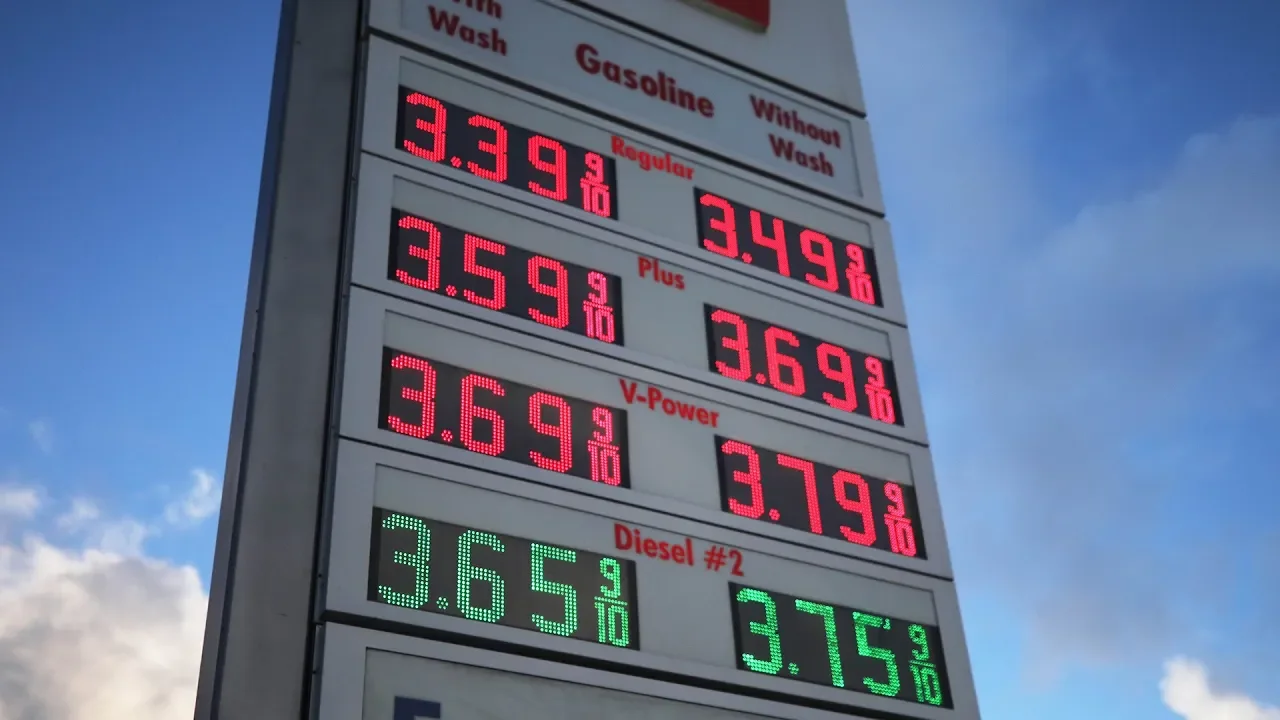 With
Wash
Gasoline
Without
Wash
Regular
3.39 9/10
3.49 9/10
Plus
3.59 9/10
3.69 9/10
V-Power
3.69 9/10
3.79 9/10
Diesel #2
3.65 9/10
3.75 9/10